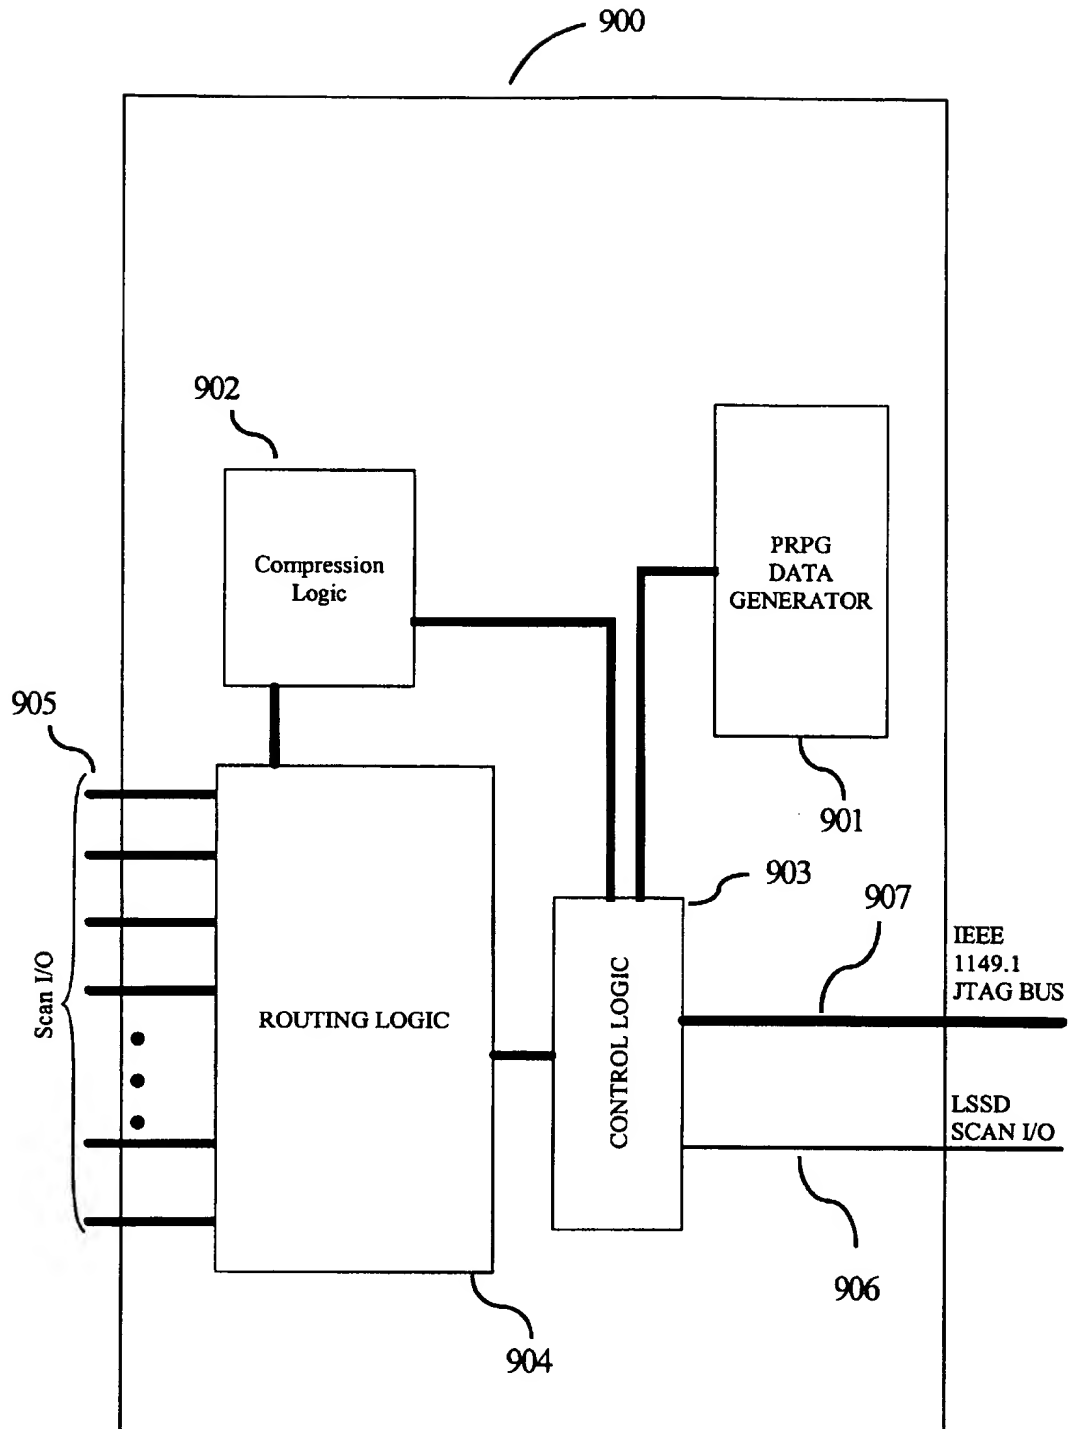 900
902
Compression
Logic
PRPG
DATA
GENERATOR
905
901
903
907
IEEE
1149.1
JTAG BUS
Scan I/O
ROUTING LOGIC
CONTROL LOGIC
LSSD
SCAN I/O
906
904